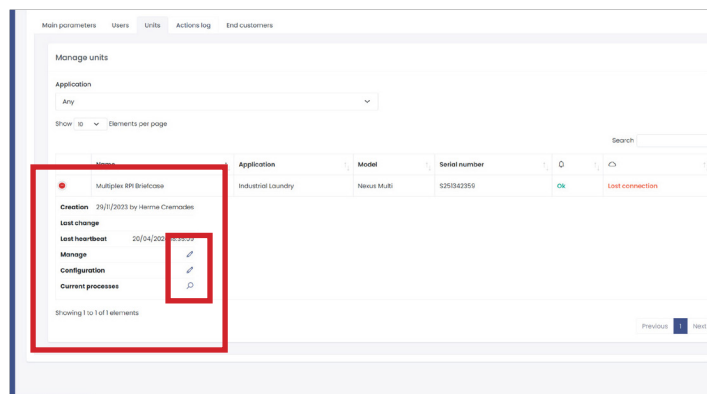 Main parameters Users Units Actions log End customers
Manage units
Application
Any
Show 10 Elements per page
Search
Name Application Model Serial number
Multiplex RPI Briefcase Industrial Laundry Nexus Multi S251342359 Ok Lost connection
Creation 29/11/2023 by Herme Cremades
Last change
Last heartbeat
Manage
Configuration
Current processes
Showing 1 to 1 of 1 elements
Previous 1 Next